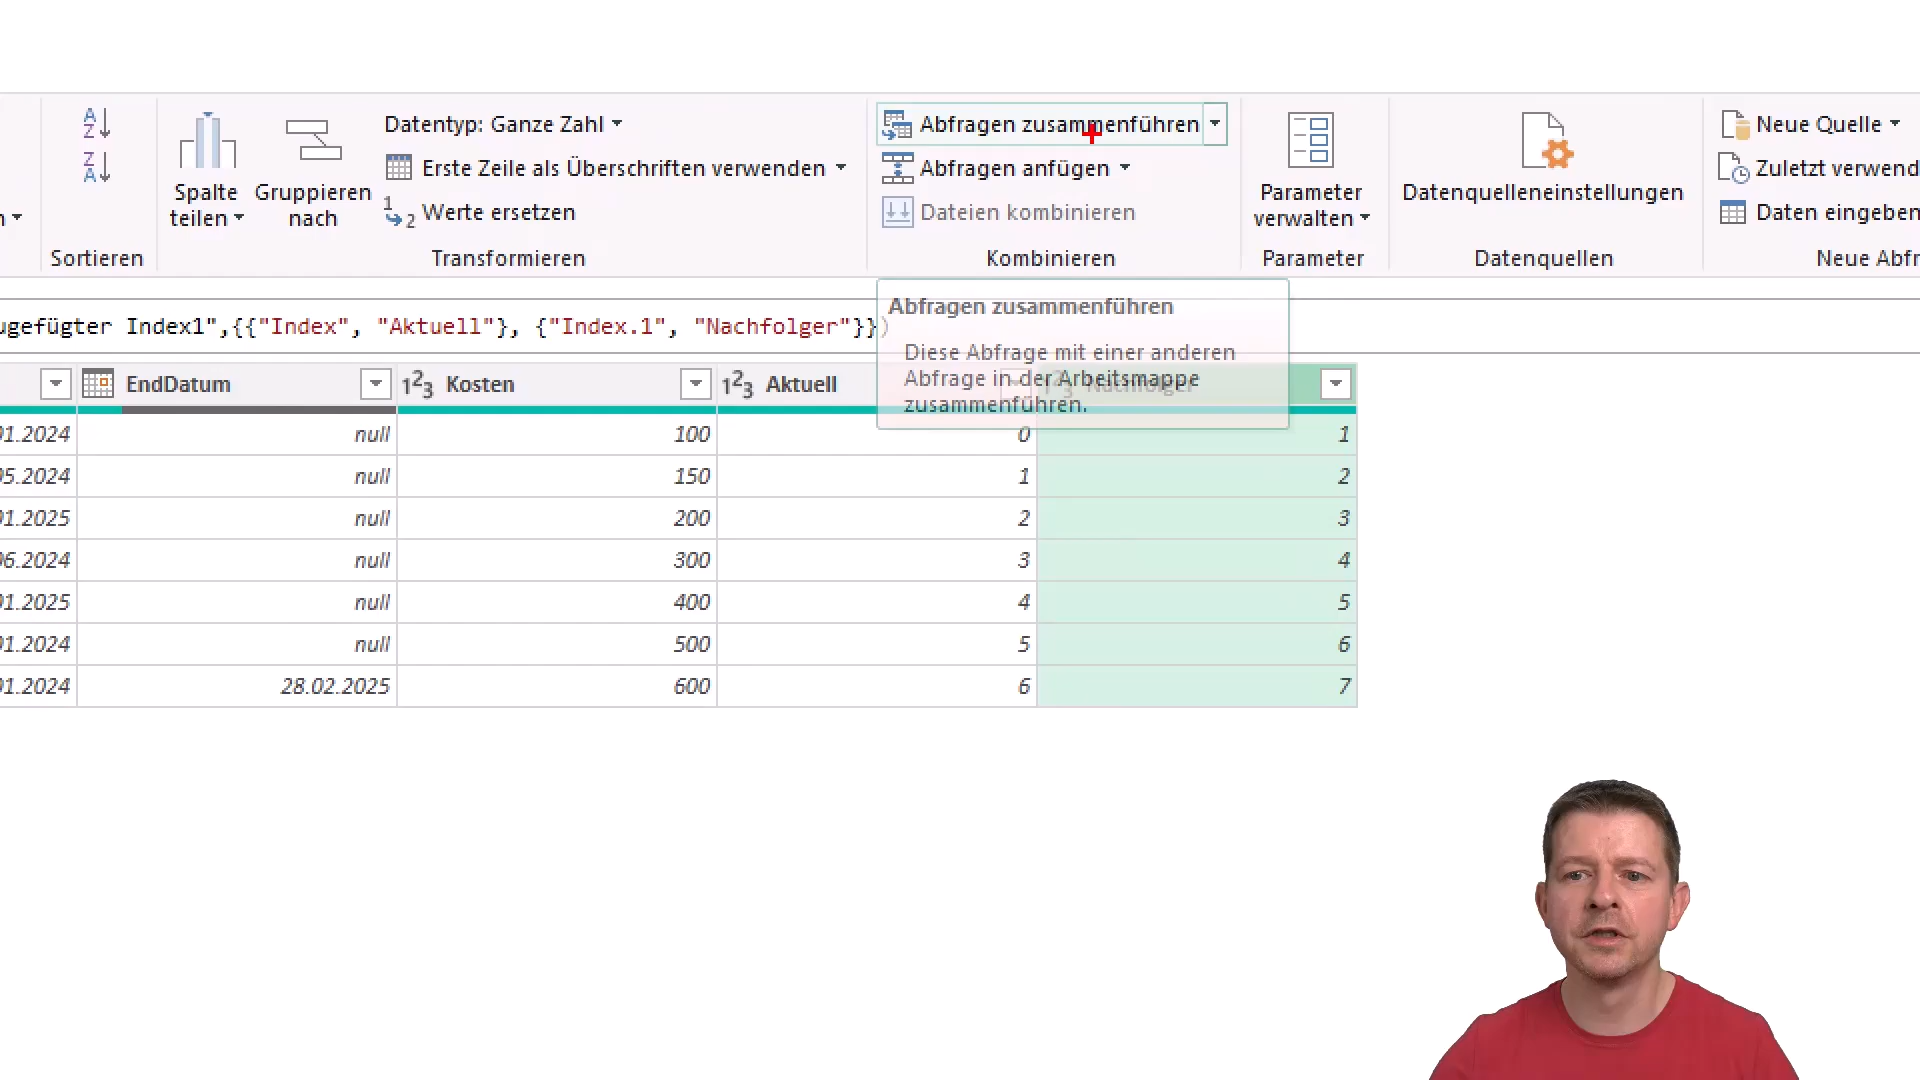 Datentyp: Ganze Zahl
Abfragen zusammenführen
Neue Quelle
Erste Zeile als Überschriften verwenden
Abfragen anfügen
Zuletzt verwend
Spalte teilen
Gruppieren nach
Werte ersetzen
Dateien kombinieren
Parameter verwalten
Datenquelleneinstellungen
Daten eingeben
Sortieren
Transformieren
Kombinieren
Parameter
Datenquellen
Neue Abfr
Abfragen zusammenführen
Diese Abfrage mit einer anderen
Abfrage in der Arbeitsmappe
zusammenführen.
ugefügter Index1",{{"Index", "Aktuell"}, {"Index.1", "Nachfolger"}})
EndDatum 123 Kosten 123 Aktuell 123 Nachfolger
01.2024 null 100 0 1
05.2024 null 150 1 2
01.2025 null 200 2 3
06.2024 null 300 3 4
01.2025 null 400 4 5
01.2024 null 500 5 6
01.2024 28.02.2025 600 6 7